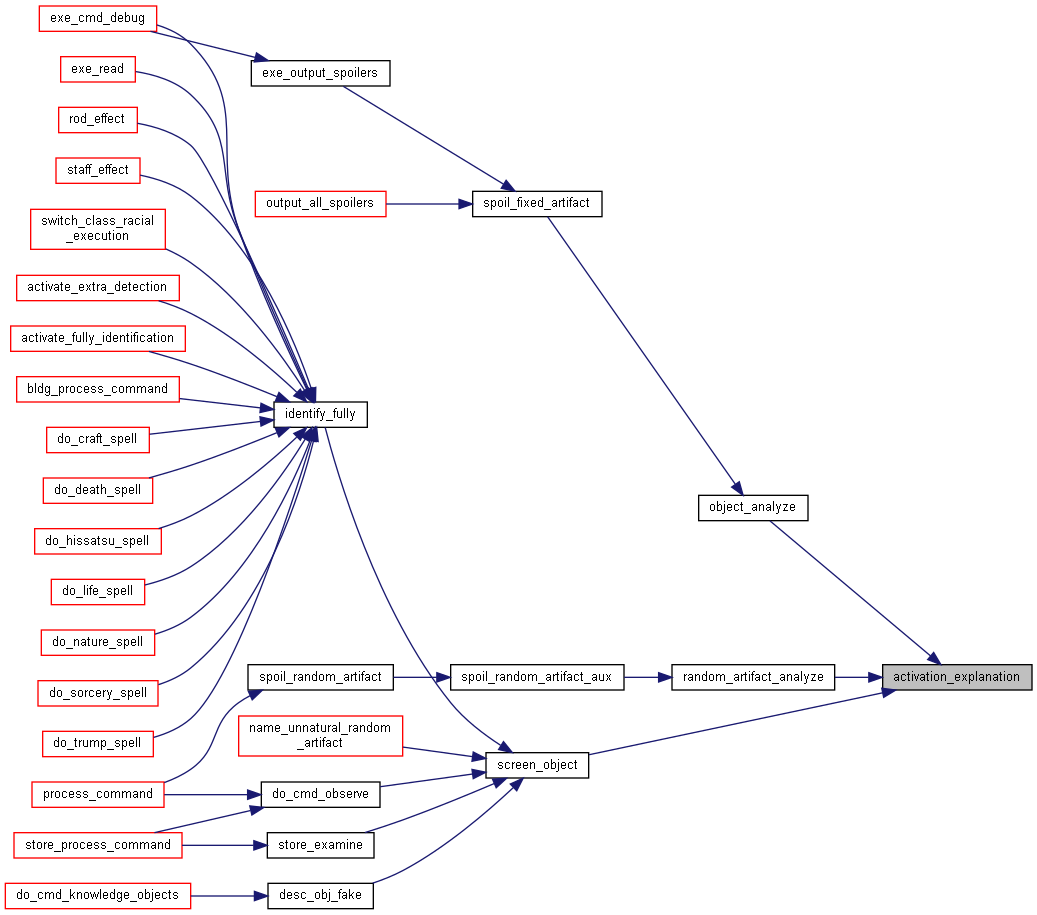 exe_cmd_debug
exe_read
exe_output_spoilers
rod_effect
staff_effect
output_all_spoilers
spoil_fixed_artifact
switch_class_racial
_execution
activate_extra_detection
activate_fully_identification
bldg_process_command
identify_fully
do_craft_spell
do_death_spell
object_analyze
do_hissatsu_spell
do_life_spell
do_nature_spell
spoil_random_artifact
spoil_random_artifact_aux
random_artifact_analyze
activation_explanation
do_sorcery_spell
name_unnatural_random
_artifact
do_trump_spell
screen_object
process_command
do_cmd_observe
store_process_command
store_examine
do_cmd_knowledge_objects
desc_obj_fake